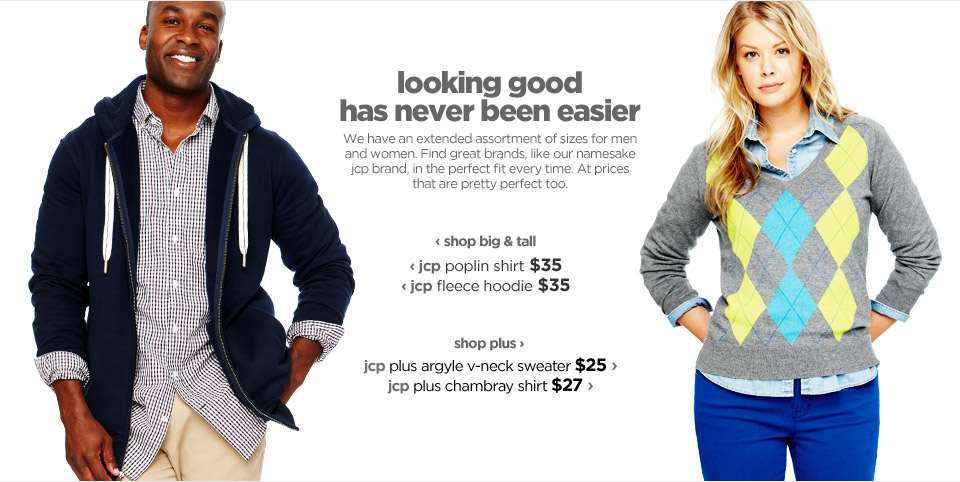 looking good
has never been easier
We have an extended assortment of sizes for men
and women. Find great brands, like our namesake
jcp brand, in the perfect fit every time. At prices
that are pretty perfect too.
‹ shop big & tall
‹ jcp poplin shirt $35
‹ jcp fleece hoodie $35
shop plus ›
jcp plus argyle v-neck sweater $25 ›
jcp plus chambray shirt $27 ›